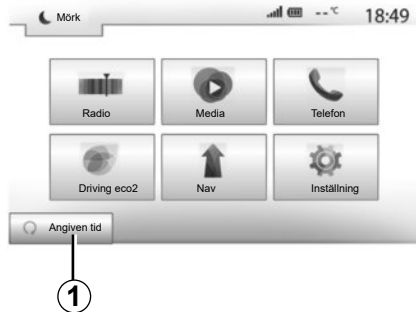 Mörk
--°C
18:49
Radio
Media
Telefon
Driving eco2
Nav
Inställning
Angiven tid
1